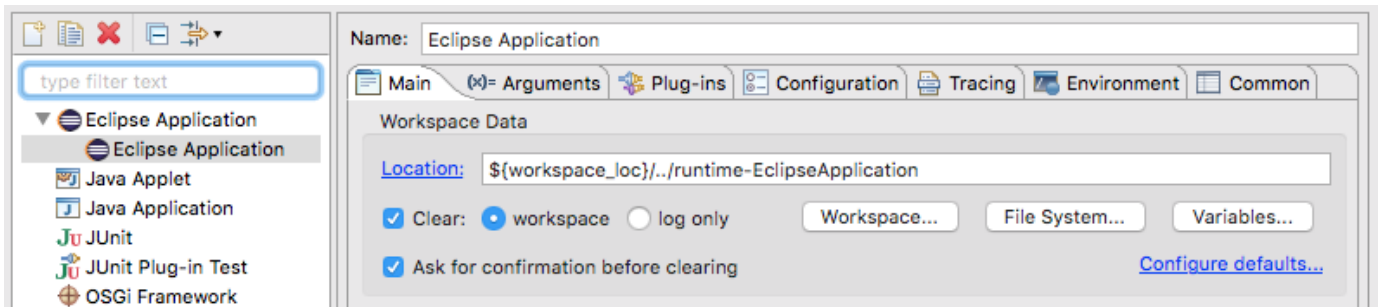 Name: Eclipse Application
type filter text
Main (x)= Arguments Plug-ins Configuration Tracing Environment Common
Eclipse Application
Eclipse Application
Java Applet
Java Application
JUnit
JUnit Plug-in Test
OSGi Framework
Workspace Data
Location: ${workspace_loc}/../runtime-EclipseApplication
Clear: workspace log only Workspace... File System... Variables...
Ask for confirmation before clearing Configure defaults...